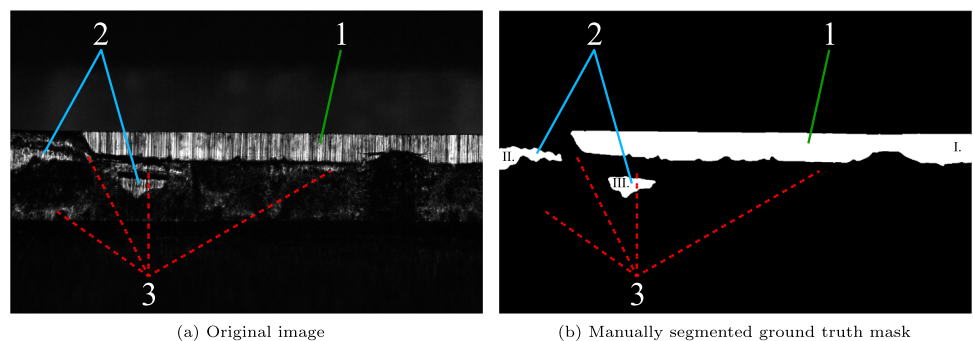 2
1
3
(a) Original image
2
1
I.
II.
III.
3
(b) Manually segmented ground truth mask